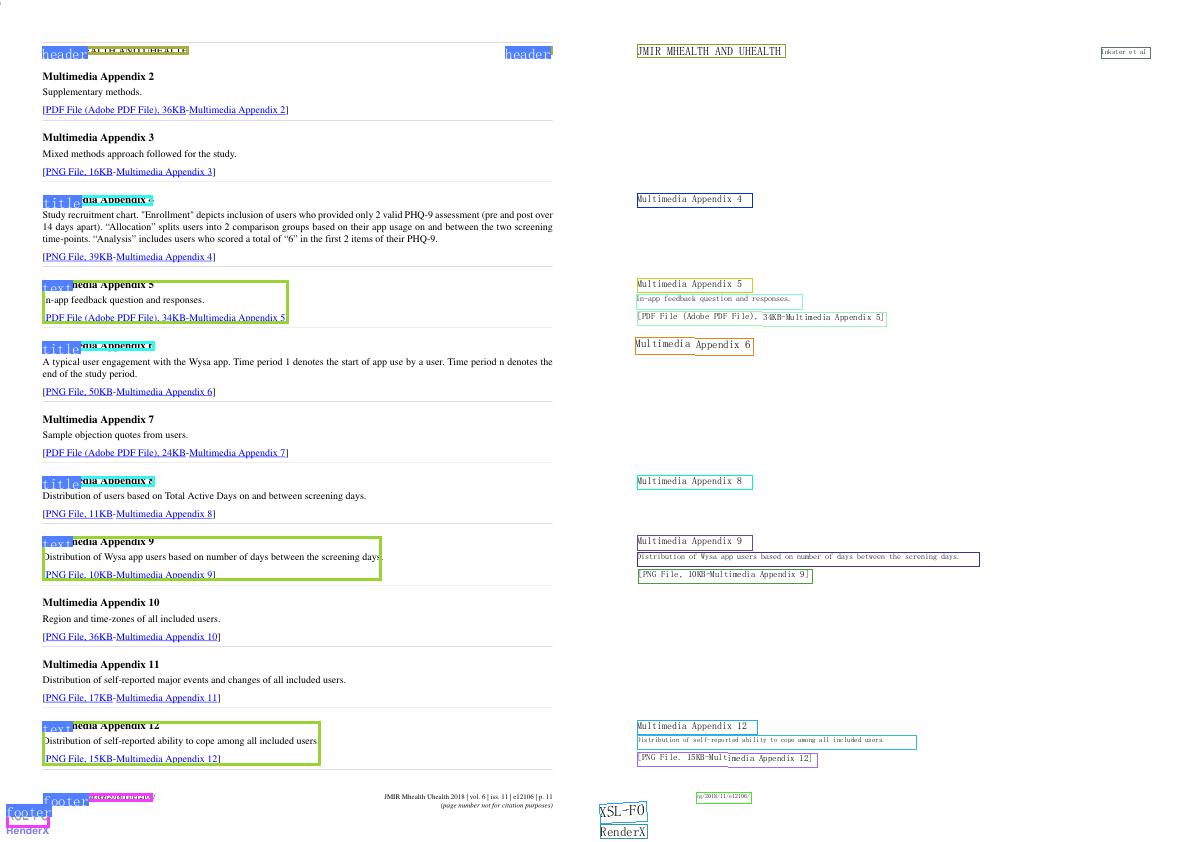 header ALTH AND UHEALTH
header
Multimedia Appendix 2
Supplementary methods.
[PDF File (Adobe PDF File), 36KB-Multimedia Appendix 2]
Multimedia Appendix 3
Mixed methods approach followed for the study.
[PNG File, 16KB-Multimedia Appendix 3]
title dia Appendix
Study recruitment chart. "Enrollment" depicts inclusion of users who provided only 2 valid PHQ-9 assessment (pre and post over
14 days apart). “Allocation” splits users into 2 comparison groups based on their app usage on and between the two screening
time-points. “Analysis” includes users who scored a total of “6” in the first 2 items of their PHQ-9.
[PNG File, 39KB-Multimedia Appendix 4]
text nedia Appendix 5
In-app feedback question and responses.
[PDF File (Adobe PDF File), 34KB-Multimedia Appendix 5
title dia Appendix
A typical user engagement with the Wysa app. Time period 1 denotes the start of app use by a user. Time period n denotes the
end of the study period.
[PNG File, 50KB-Multimedia Appendix 6]
Multimedia Appendix 7
Sample objection quotes from users.
[PDF File (Adobe PDF File), 24KB-Multimedia Appendix 7]
title dia Appendix
Distribution of users based on Total Active Days on and between screening days.
[PNG File, 11KB-Multimedia Appendix 8]
text nedia Appendix 9
Distribution of Wysa app users based on number of days between the screening days.
[PNG File, 10KB-Multimedia Appendix 9]
Multimedia Appendix 10
Region and time-zones of all included users.
[PNG File, 36KB-Multimedia Appendix 10]
Multimedia Appendix 11
Distribution of self-reported major events and changes of all included users.
[PNG File, 17KB-Multimedia Appendix 11]
text nedia Appendix 12
Distribution of self-reported ability to cope among all included users
[PNG File, 15KB-Multimedia Appendix 12]
footer
JMIR Mhealth Uhealth 2018 | vol. 6 | iss. 11 | e12106 | p. 11
(page number not for citation purposes)
footer
XSL•FO
RenderX
JMIR MHEALTH AND UHEALTH
Inkster et al
Multimedia Appendix 4
Multimedia Appendix 5
In-app feedback question and responses.
[PDF File (Adobe PDF File), 34KB-Multimedia Appendix 5]
Multimedia Appendix 6
Multimedia Appendix 8
Multimedia Appendix 9
Distribution of Wysa app users based on number of days between the screning days.
[PNG File, 10KB-Multimedia Appendix 9]
Multimedia Appendix 12
Distribution of self-reported ability to cope among all included users.
[PNG File. 15KB-Multimedia Appendix 12]
rg/2018/11/e12106/
XSL-FO
RenderX